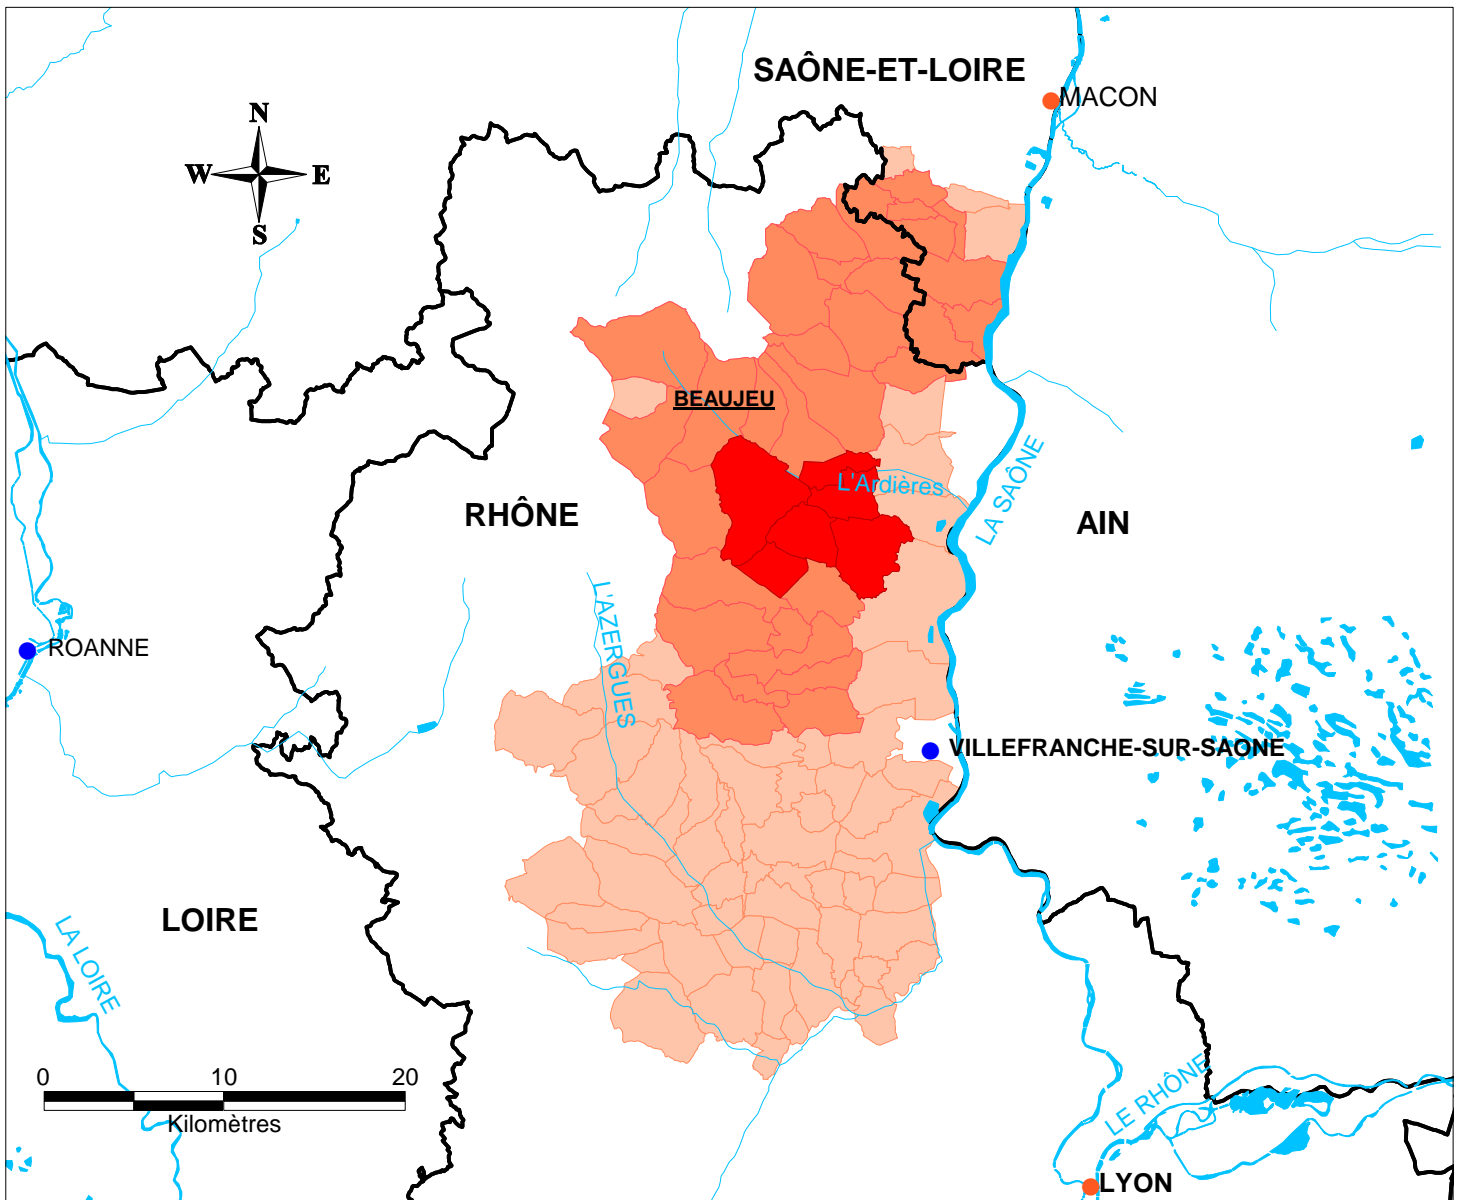 SAÔNE-ET-LOIRE
MACON
N
W E
S
BEAUJEU
L'Ardières
LA SAÔNE
RHÔNE
AIN
L'AZERGUES
ROANNE
VILLEFRANCHE-SUR-SAONE
LOIRE
LA LOIRE
0 10 20
Kilomètres
LE RHÔNE
LYON